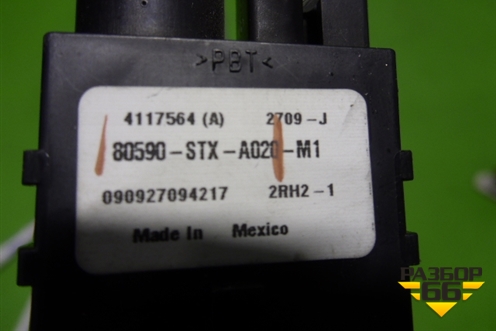 >PBT<
4117564 (A) 2709-J
80590-STX-A020-M1
090927094217 2RH2-1
Made In Mexico
РАЗБОР
66